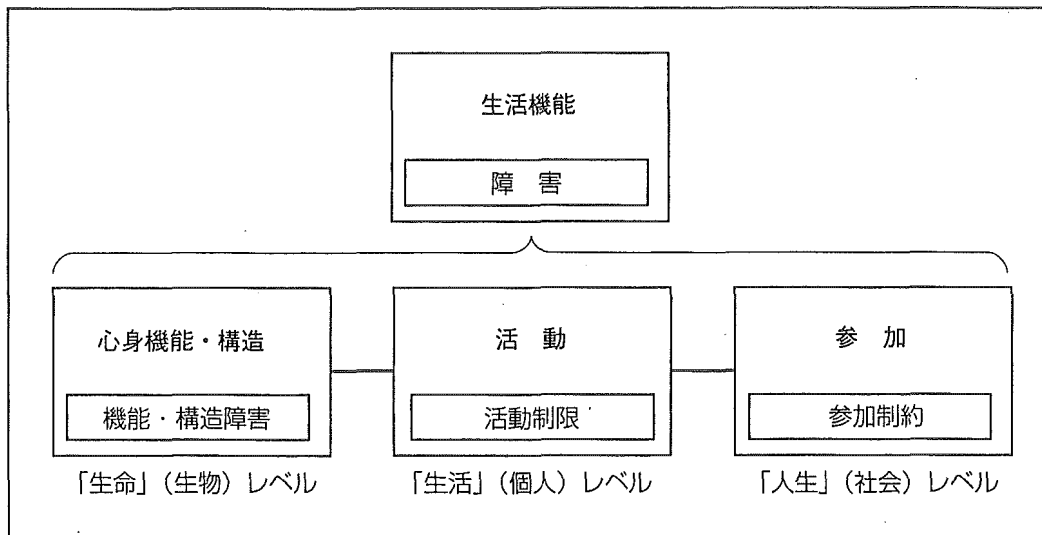 生活機能
障 害
心身機能・構造
機能・構造障害
「生命」（生物）レベル
活 動
活動制限
「生活」（個人）レベル
参 加
参加制約
「人生」（社会）レベル